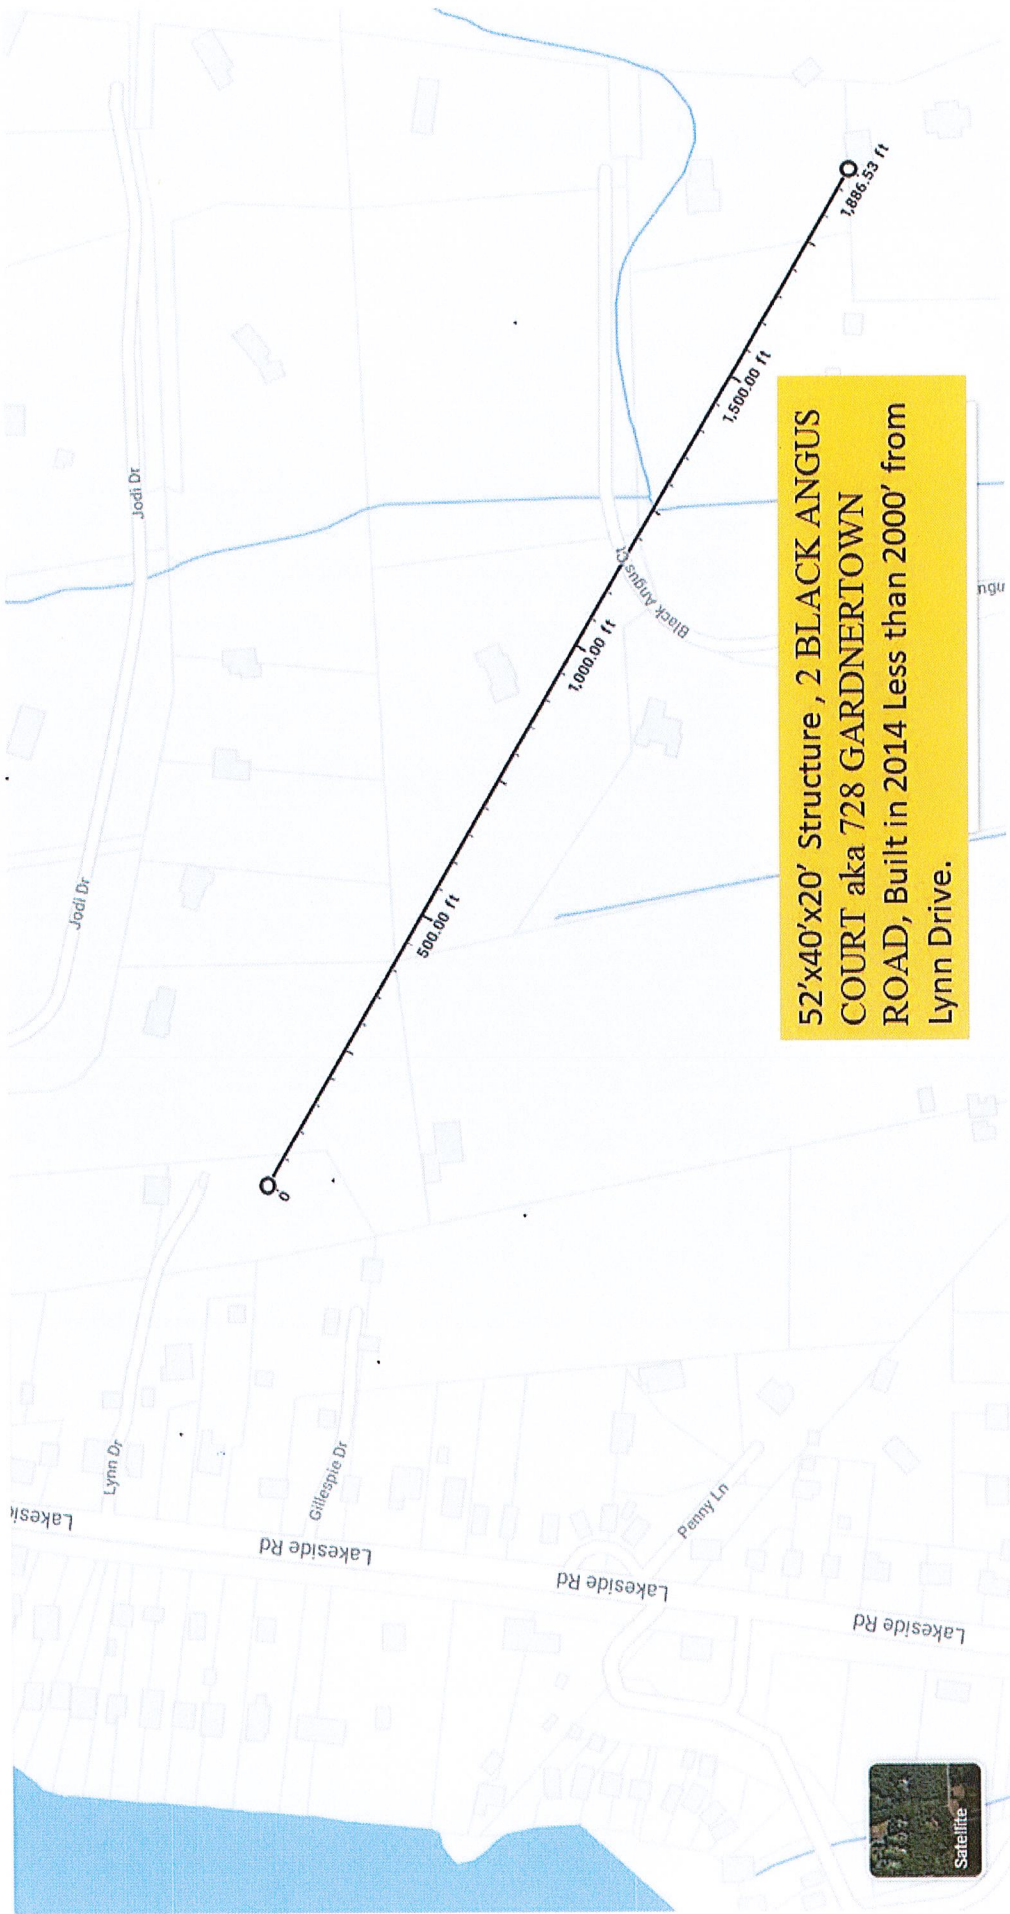 Jodi Dr
Jodi Dr
Lynn Dr
Gillespie Dr
Penny Ln
Lakesi
Lakeside Rd
Lakeside Rd
Lakeside Rd
Black Angus Ct
ngu
0
500.00 ft
1,000.00 ft
1,500.00 ft
1,886.53 ft
52'x40'x20' Structure , 2 BLACK ANGUS
COURT aka 728 GARDNERTOWN
ROAD, Built in 2014 Less than 2000' from
Lynn Drive.
Satellite